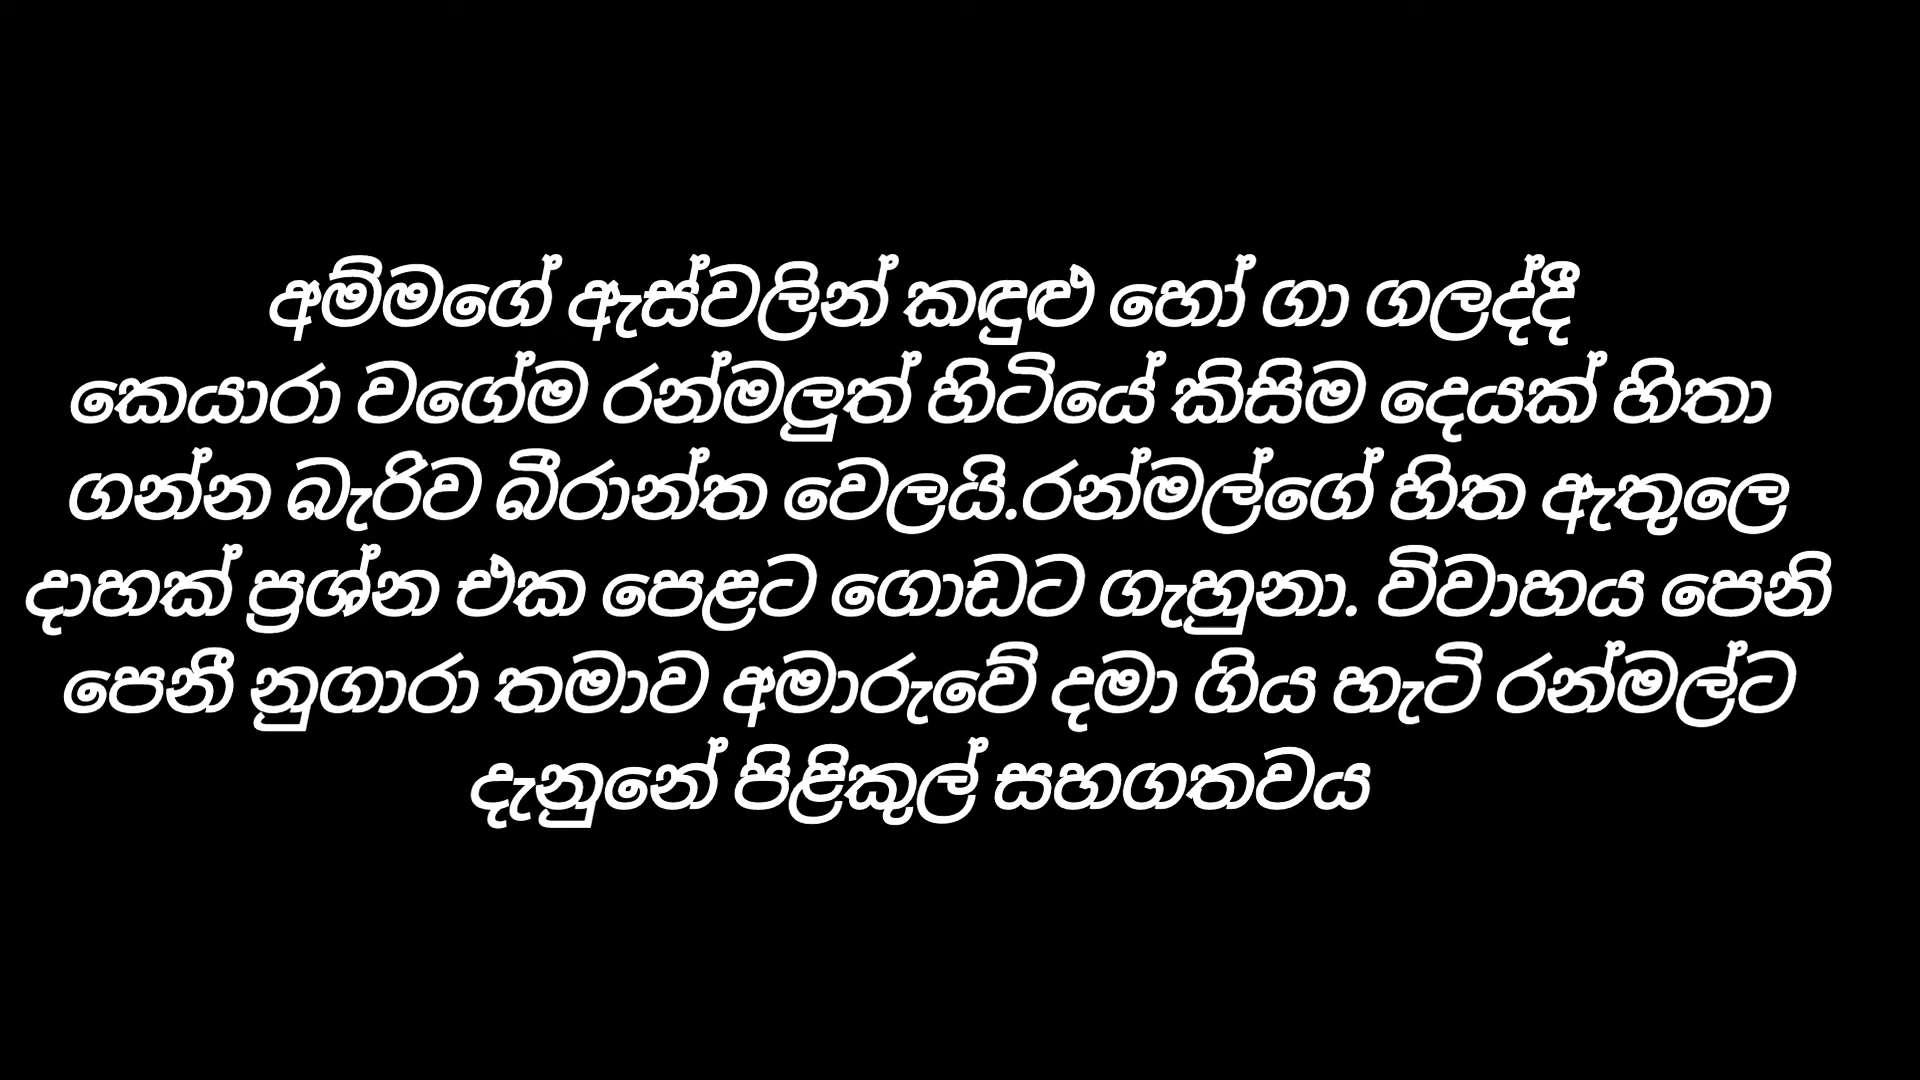 අම්මගේ ඇස්වලින් කඳුළු හෝ ගා ගලද්දී
කෙයාරා වගේම රන්මලුත් හිටියේ කිසිම දෙයක් හිතා
ගන්න බැරිව බීරාන්ත වෙලයි.රන්මල්ගේ හිත ඇතුලෙ
දාහක් ප්‍රශ්න එක පෙළට ගොඩට ගැහුනා. විවාහය පෙනි
පෙනී නුගාරා තමාව අමාරුවේ දමා ගිය හැටි රන්මල්ට
දැනුනේ පිළිකුල් සහගතවය